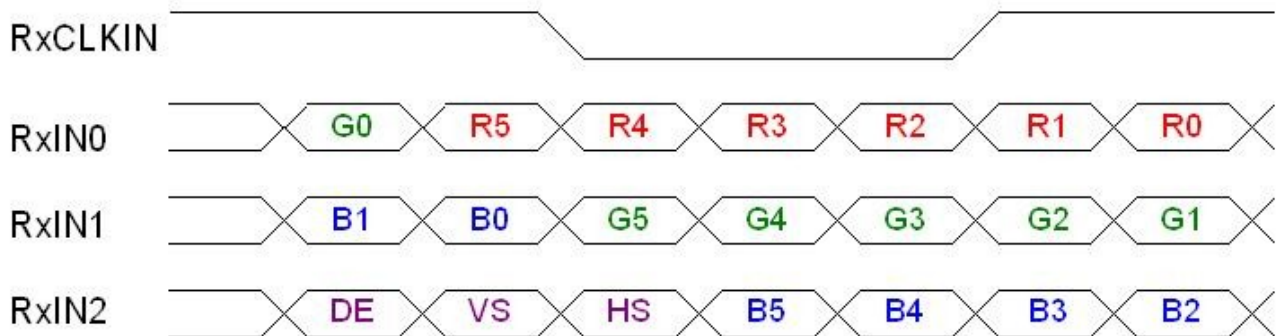 RxCLKIN
RxIN0 G0 R5 R4 R3 R2 R1 R0
RxIN1 B1 B0 G5 G4 G3 G2 G1
RxIN2 DE VS HS B5 B4 B3 B2